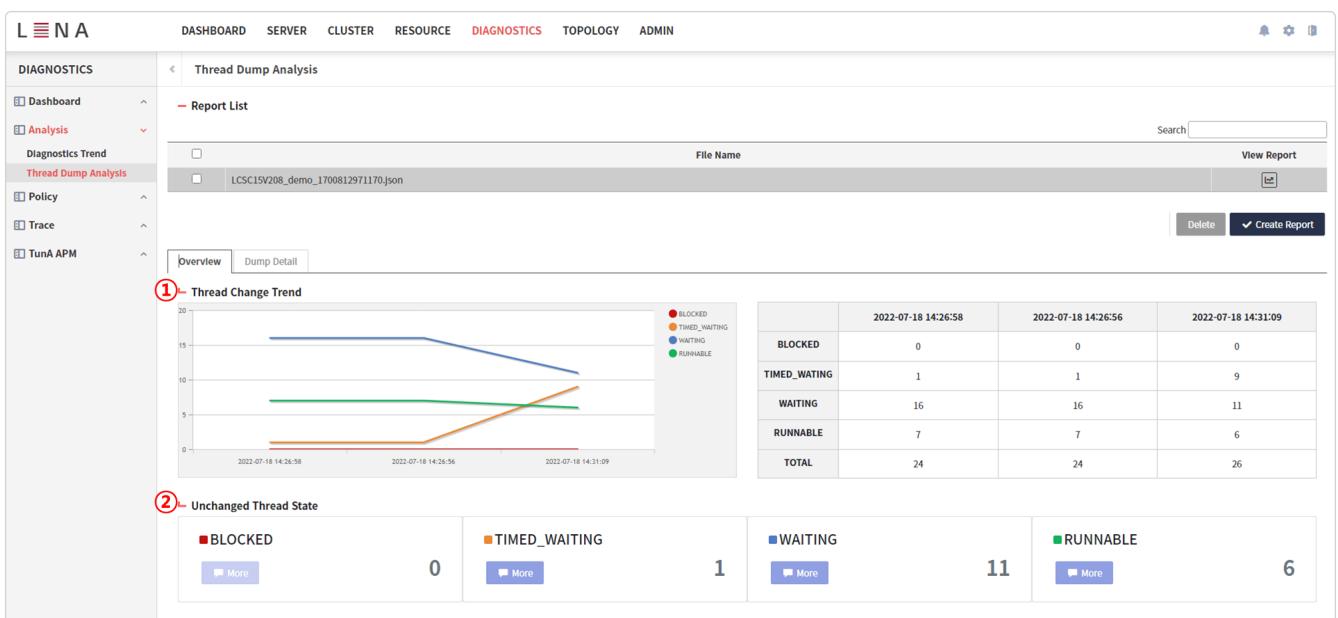 LENA
DASHBOARD SERVER CLUSTER RESOURCE DIAGNOSTICS TOPOLOGY ADMIN
DIAGNOSTICS
Dashboard
Analysis
Diagnostics Trend
Thread Dump Analysis
Policy
Trace
TunA APM
Thread Dump Analysis
Report List
Search
File Name View Report
LCSC15V208_demo_1700812971170.json
Delete Create Report
Overview Dump Detail
① Thread Change Trend
20
15
10
5
0
2022-07-18 14:26:58 2022-07-18 14:26:56 2022-07-18 14:31:09
BLOCKED
TIMED_WAITING
WAITING
RUNNABLE
2022-07-18 14:26:58 2022-07-18 14:26:56 2022-07-18 14:31:09
BLOCKED 0 0 0
TIMED_WATING 1 1 9
WAITING 16 16 11
RUNNABLE 7 7 6
TOTAL 24 24 26
② Unchanged Thread State
BLOCKED
More 0
TIMED_WAITING
More 1
WAITING
More 11
RUNNABLE
More 6